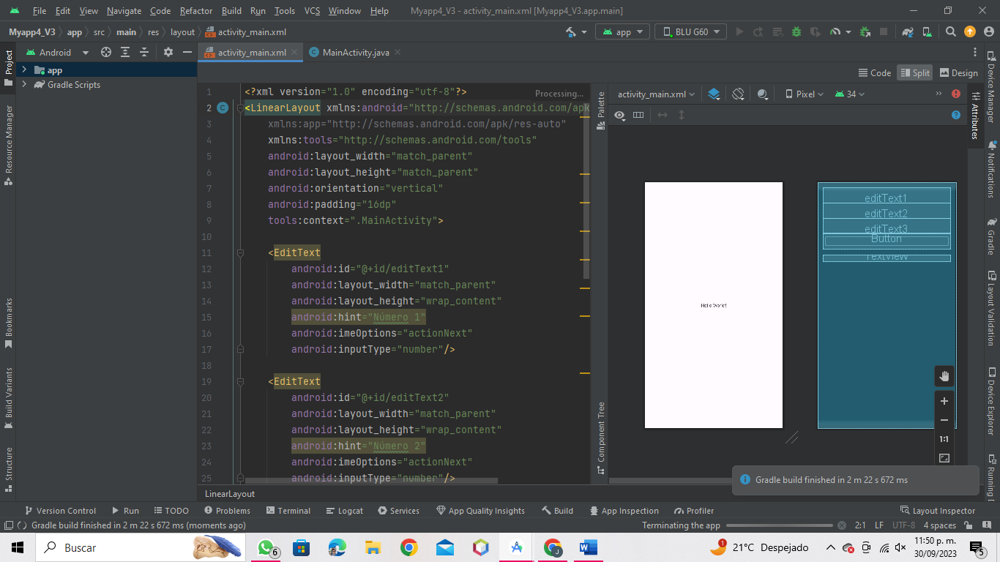 File Edit View Navigate Code Refactor Build Run Tools VCS Window Help Myapp4_V3 - activity_main.xml [Myapp4_V3.app.main]
Myapp4_V3 app src main res layout activity_main.xml app BLU G60
Project
Resource Manager
Bookmarks
Build Variants
Structure
Android
app
Gradle Scripts
activity_main.xml MainActivity.java
Code Split Design
1 <?xml version="1.0" encoding="utf-8"?> Processing...
2 <LinearLayout xmlns:android="http://schemas.android.com/apk
3 xmlns:app="http://schemas.android.com/apk/res-auto"
4 xmlns:tools="http://schemas.android.com/tools"
5 android:layout_width="match_parent"
6 android:layout_height="match_parent"
7 android:orientation="vertical"
8 android:padding="16dp"
9 tools:context=".MainActivity">
10
11 <EditText
12 android:id="@+id/editText1"
13 android:layout_width="match_parent"
14 android:layout_height="wrap_content"
15 android:hint="Número 1"
16 android:imeOptions="actionNext"
17 android:inputType="number"/>
18
19 <EditText
20 android:id="@+id/editText2"
21 android:layout_width="match_parent"
22 android:layout_height="wrap_content"
23 android:hint="Número 2"
24 android:imeOptions="actionNext"
25 android:inputType="number"/>
LinearLayout
Palette
Component Tree
activity_main.xml Pixel 34
Hello World!
editText1
editText2
editText3
Button
TextView
1:1
Attributes
Device Manager
Notifications
Gradle
Layout Validation
Device Explorer
Running D
Gradle build finished in 2 m 22 s 672 ms
Version Control Run TODO Problems Terminal Logcat Services App Quality Insights Build App Inspection Profiler Layout Inspector
Gradle build finished in 2 m 22 s 672 ms (moments ago) Terminating the app 2:1 LF UTF-8 4 spaces
Buscar 6 1 21°C Despejado 11:50 p. m.
30/09/2023 5